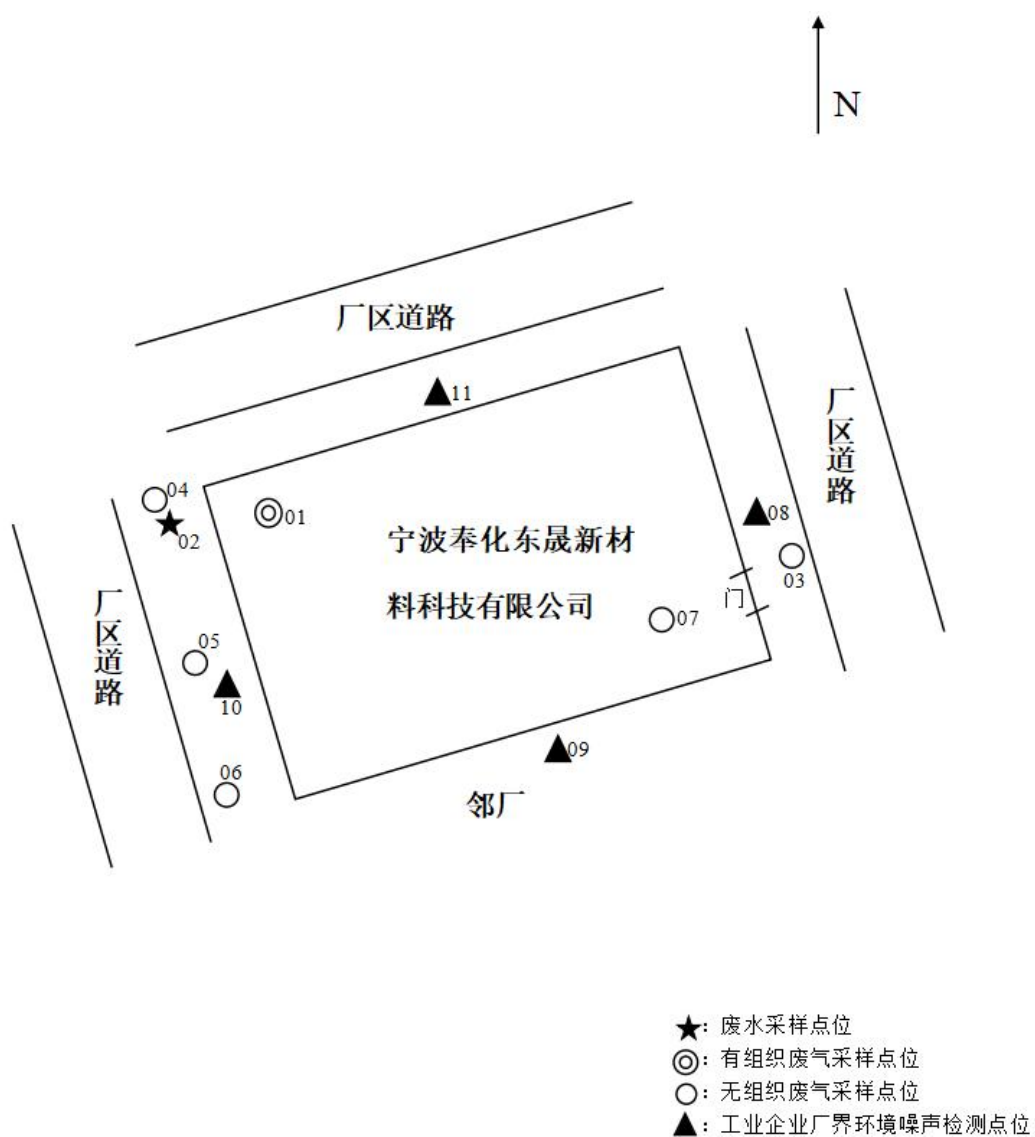 N
厂区道路
11
厂区道路
04
01
02
08
宁波奉化东晟新材
料科技有限公司
03
门
07
厂区道路
05
10
09
06
邻厂
★：废水采样点位
◎：有组织废气采样点位
○：无组织废气采样点位
▲：工业企业厂界环境噪声检测点位